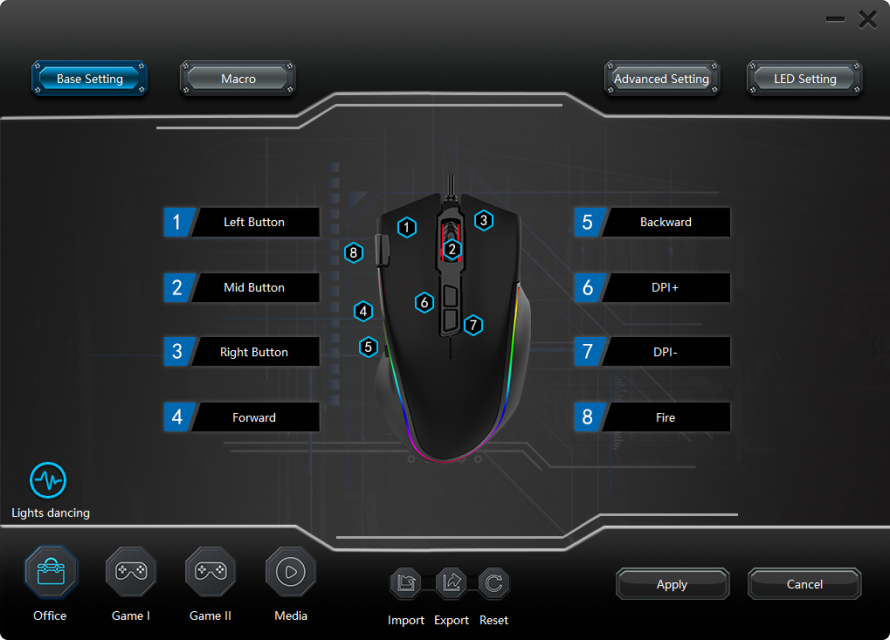 Base Setting
Macro
Advanced Setting
LED Setting
1 Left Button
2 Mid Button
3 Right Button
4 Forward
1
2
3
8
6
4
7
5
5 Backward
6 DPI+
7 DPI-
8 Fire
Lights dancing
Office
Game I
Game II
Media
Import
Export
Reset
Apply
Cancel